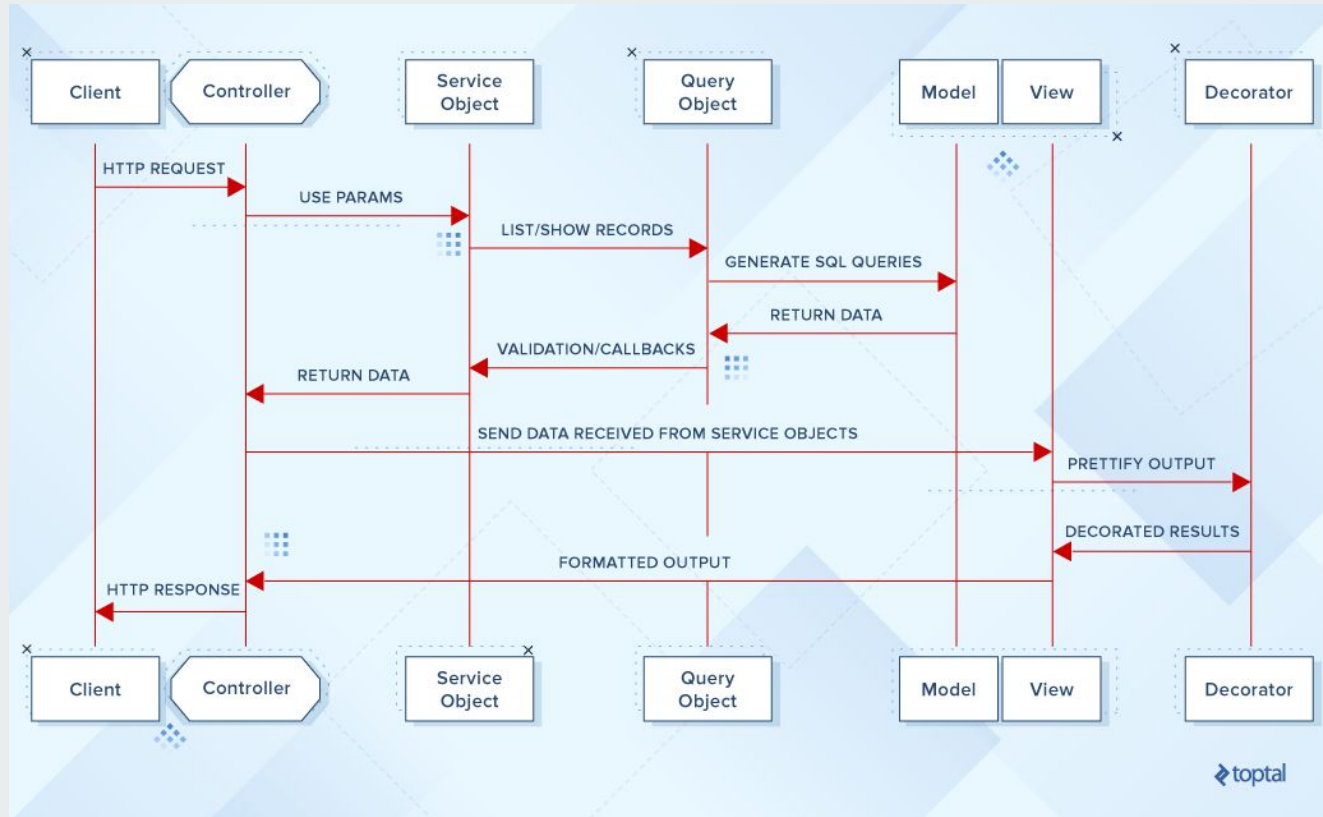 Client
Controller
Service
Object
Query
Object
Model
View
Decorator
HTTP REQUEST
USE PARAMS
LIST/SHOW RECORDS
GENERATE SQL QUERIES
RETURN DATA
VALIDATION/CALLBACKS
RETURN DATA
SEND DATA RECEIVED FROM SERVICE OBJECTS
PRETTIFY OUTPUT
DECORATED RESULTS
FORMATTED OUTPUT
HTTP RESPONSE
Client
Controller
Service
Object
Query
Object
Model
View
Decorator
toptal